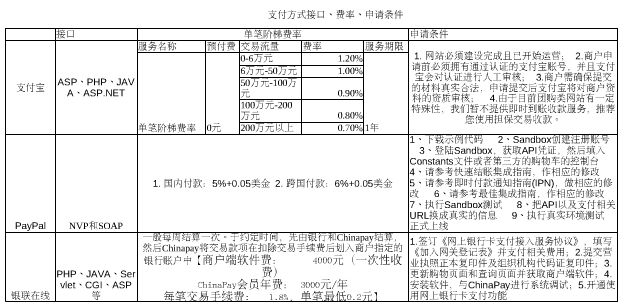 支付方式接口、费率、申请条件
接口
单笔阶梯费率
申请条件
支付宝
ASP、PHP、JAV
A、ASP.NET
服务名称
预付费
交易流量
费率
服务期限
单笔阶梯费率
0元
0-6万元
1.20%
6万元-50万元
1.00%
50万元-100万
元
0.90%
100万元-200
万元
0.80%
200万元以上
0.70%
1年
1. 网站必须建设完成且已开始运营； 2.商户申
请前必须拥有通过认证的支付宝账号，并且支付
宝会对认证进行人工审核； 3.商户需确保提交
的材料真实合法，申请提交后支付宝将对商户资
料的资质审核； 4.由于目前团购类网站有一定
特殊性，我们暂不提供即时到账收款服务，推荐
您使用担保交易收款。
PayPal
NVP和SOAP
1. 国内付款：5%+0.05美金 2. 跨国付款：6%+0.05美金
1、下载示例代码 2、Sandbox创建注册账号
3、登陆Sandbox，获取API凭证，然后填入
Constants文件或者第三方的购物车的控制台
4、请参考快速结账集成指南，作相应的修改
5、请参考即时付款通知指南(IPN)，做相应的修
改 6、请参考最佳集成指南，作相应的修改
7、执行Sandbox测试 8、把API以及支付相关
URL换成真实的信息 9、执行真实环境测试
正式上线
银联在线
PHP、JAVA、Ser
vlet、CGI、ASP
等
一般每周结算一次。于约定时间，先由银行和Chinapay结算，
然后Chinapay将交易款项在扣除交易手续费后划入商户指定的
银行账户中【商户端软件费： 4000元（一次性收
费）
ChinaPay会员年费： 3000元/年
每笔交易手续费： 1.8%，单笔最低0.2元】
1.签订《网上银行卡支付接入服务协议》，填写
《加入网关登记表》并支付相关费用；2.提交营
业执照正本复印件及组织机构代码证复印件；3.
更新购物页面和查询页面并获取商户端软件；4.
安装软件，与ChinaPay进行系统调试；5.开通使
用网上银行卡支付功能